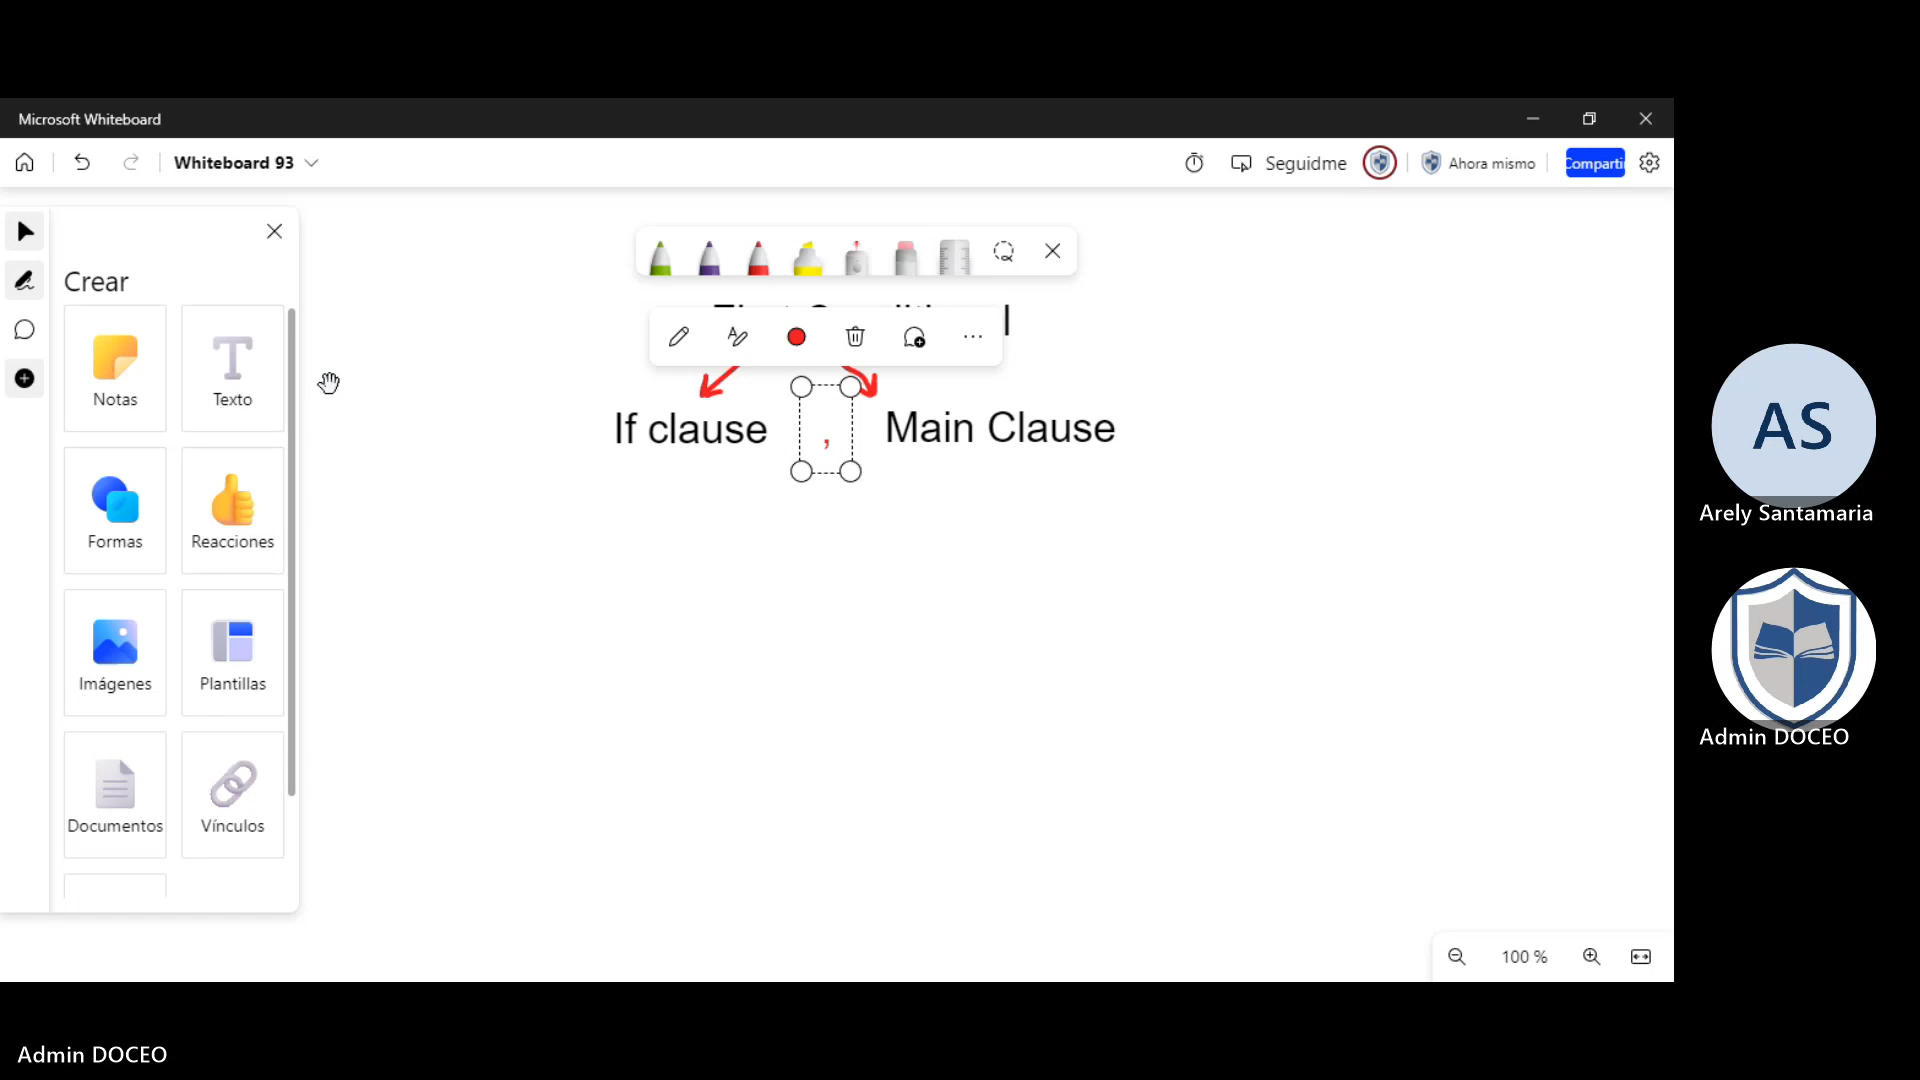 Microsoft Whiteboard
Whiteboard 93
Seguidme
Ahora mismo
Comparti
Crear
Notas
Texto
If clause , Main Clause
Formas
Reacciones
Imágenes
Plantillas
Documentos
Vínculos
100 %
AS
Arely Santamaria
Admin DOCEO
Admin DOCEO